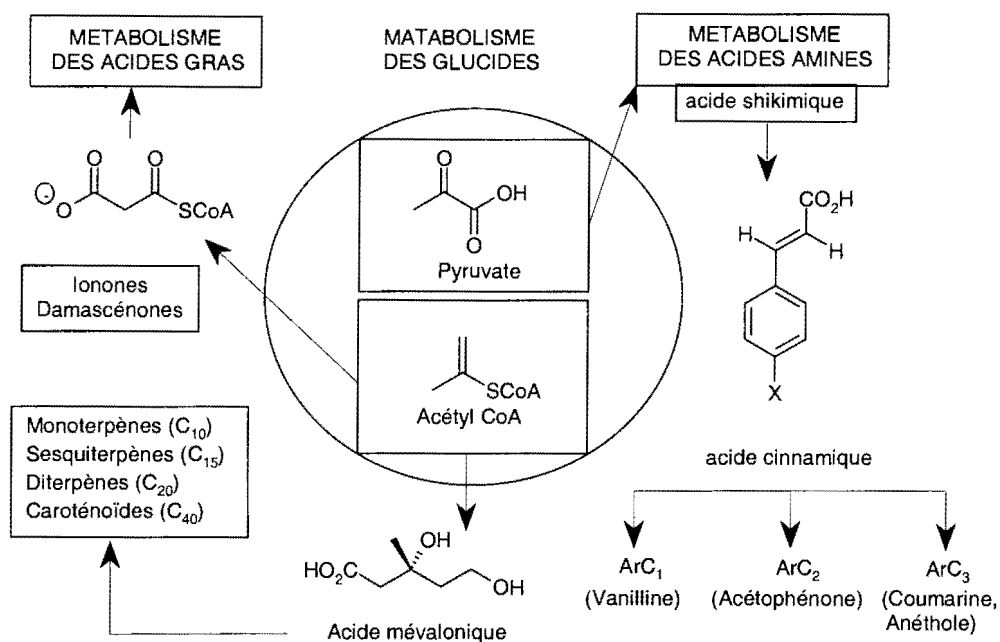 METABOLISME
DES ACIDES GRAS
MATABOLISME
DES GLUCIDES
METABOLISME
DES ACIDES AMINES
acide shikimique
O
O
-
O
SCoA
O
OH
O
Pyruvate
CO₂H
H
H
X
Ionones
Damascénones
SCoA
Acétyl CoA
Monoterpènes (C₁₀)
Sesquiterpènes (C₁₅)
Diterpènes (C₂₀)
Caroténoïdes (C₄₀)
acide cinnamique
HO₂C
OH
OH
Acide mévalonique
ArC₁
(Vanilline)
ArC₂
(Acétophénone)
ArC₃
(Coumarine,
Anéthole)